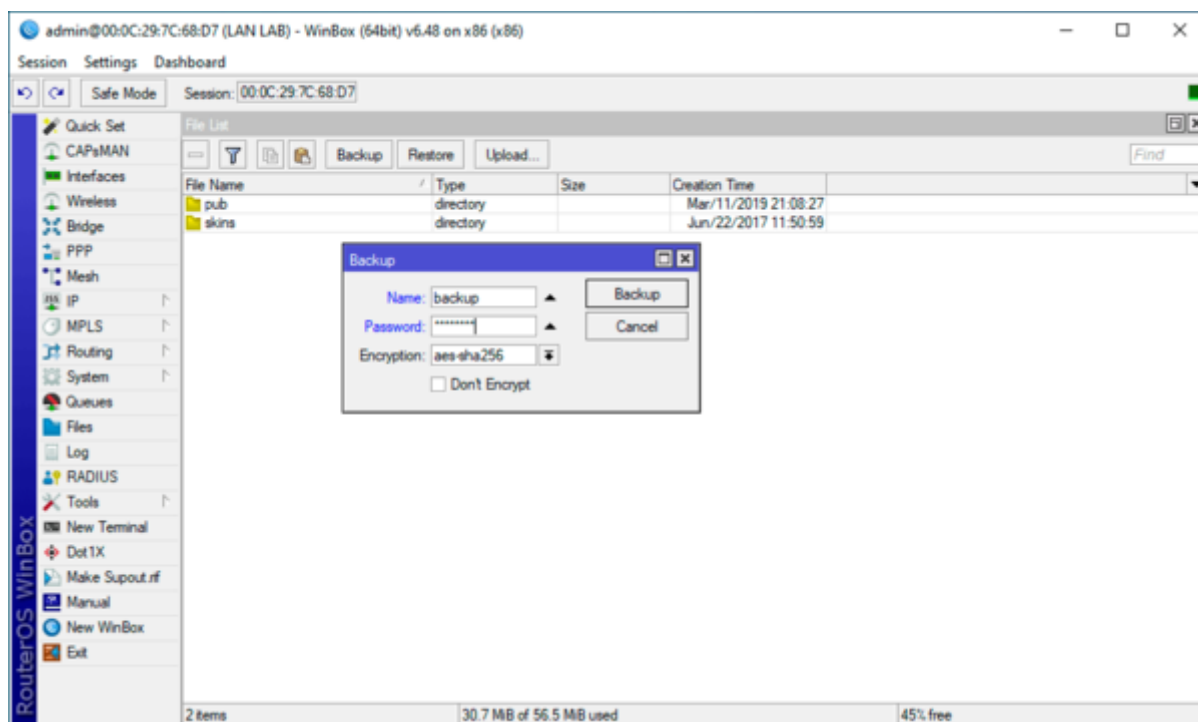 admin@00:0C:29:7C:68:D7 (LAN LAB) - WinBox (64bit) v6.48 on x86 (x86)
Session Settings Dashboard
Safe Mode Session: 00:0C:29:7C:68:D7
File List
Backup Restore Upload... Find
File Name Type Size Creation Time
pub directory Mar/11/2019 21:08:27
skins directory Jun/22/2017 11:50:59
Quick Set
CAPsMAN
Interfaces
Wireless
Bridge
PPP
Mesh
IP
MPLS
Routing
System
Queues
Files
Log
RADIUS
Tools
New Terminal
Dot1X
Make Supout.rif
Manual
New WinBox
Exit
RouterOS WinBox
Backup
Name: backup Backup
Password: ******** Cancel
Encryption: aes-sha256
Don't Encrypt
2 items 30.7 MiB of 56.5 MiB used 45% free